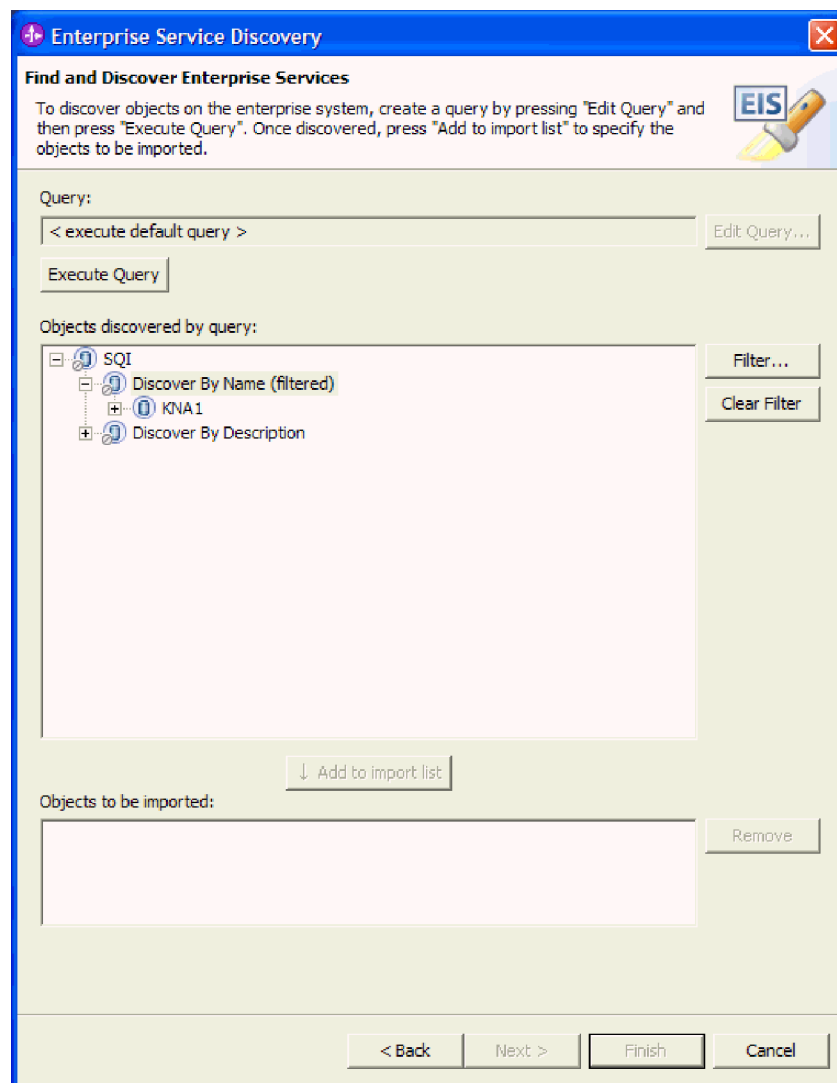 Enterprise Service Discovery
Find and Discover Enterprise Services
To discover objects on the enterprise system, create a query by pressing "Edit Query" and
then press "Execute Query". Once discovered, press "Add to import list" to specify the
objects to be imported.
EIS
Query:
< execute default query >
Edit Query...
Execute Query
Objects discovered by query:
SQI
Discover By Name (filtered)
KNA1
Discover By Description
Filter...
Clear Filter
↓ Add to import list
Objects to be imported:
Remove
< Back
Next >
Finish
Cancel